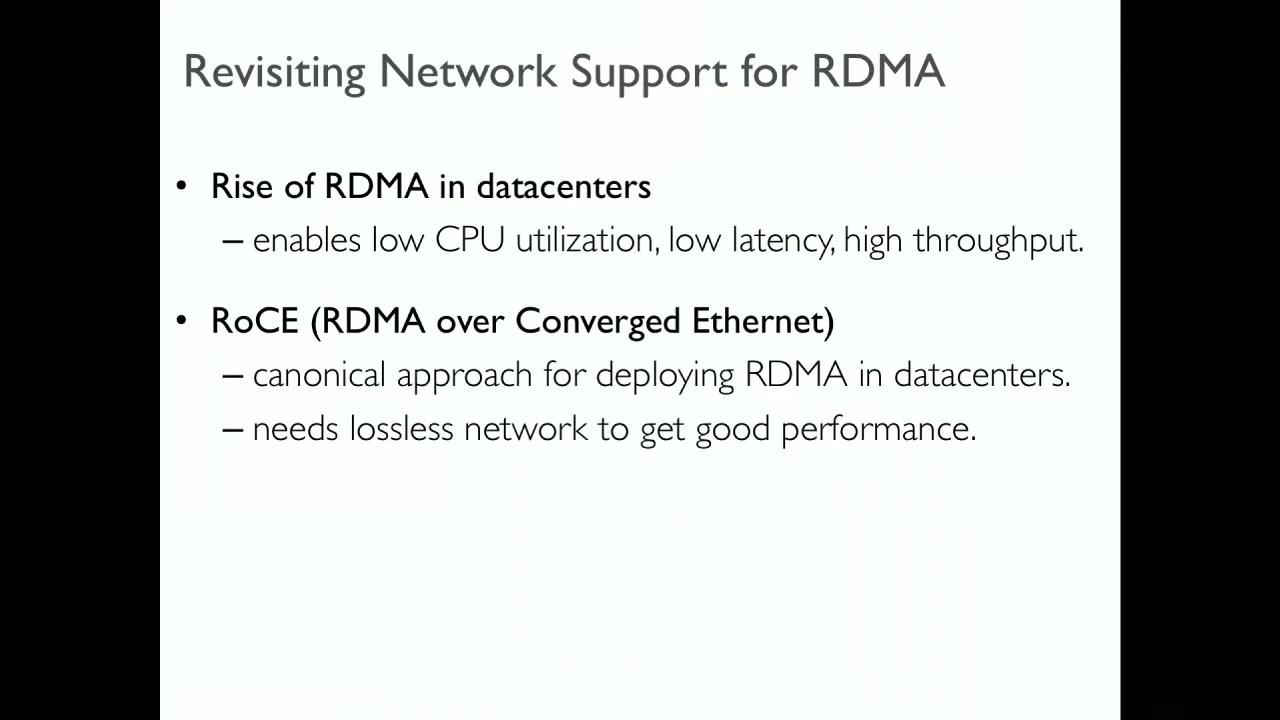 Revisiting Network Support for RDMA
• Rise of RDMA in datacenters
– enables low CPU utilization, low latency, high throughput.
• RoCE (RDMA over Converged Ethernet)
– canonical approach for deploying RDMA in datacenters.
– needs lossless network to get good performance.